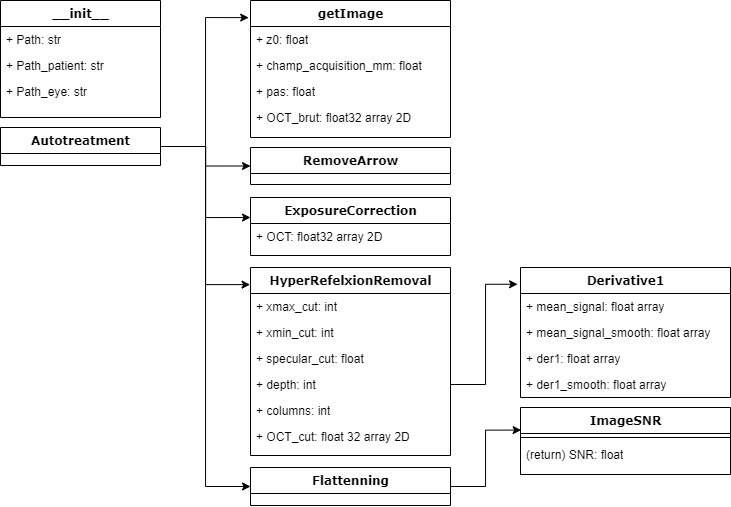 __init__
+ Path: str
+ Path_patient: str
+ Path_eye: str
Autotreatment
getImage
+ z0: float
+ champ_acquisition_mm: float
+ pas: float
+ OCT_brut: float32 array 2D
RemoveArrow
ExposureCorrection
+ OCT: float32 array 2D
HyperRefelxionRemoval
+ xmax_cut: int
+ xmin_cut: int
+ specular_cut: float
+ depth: int
+ columns: int
+ OCT_cut: float 32 array 2D
Flattenning
Derivative1
+ mean_signal: float array
+ mean_signal_smooth: float array
+ der1: float array
+ der1_smooth: float array
ImageSNR
(return) SNR: float